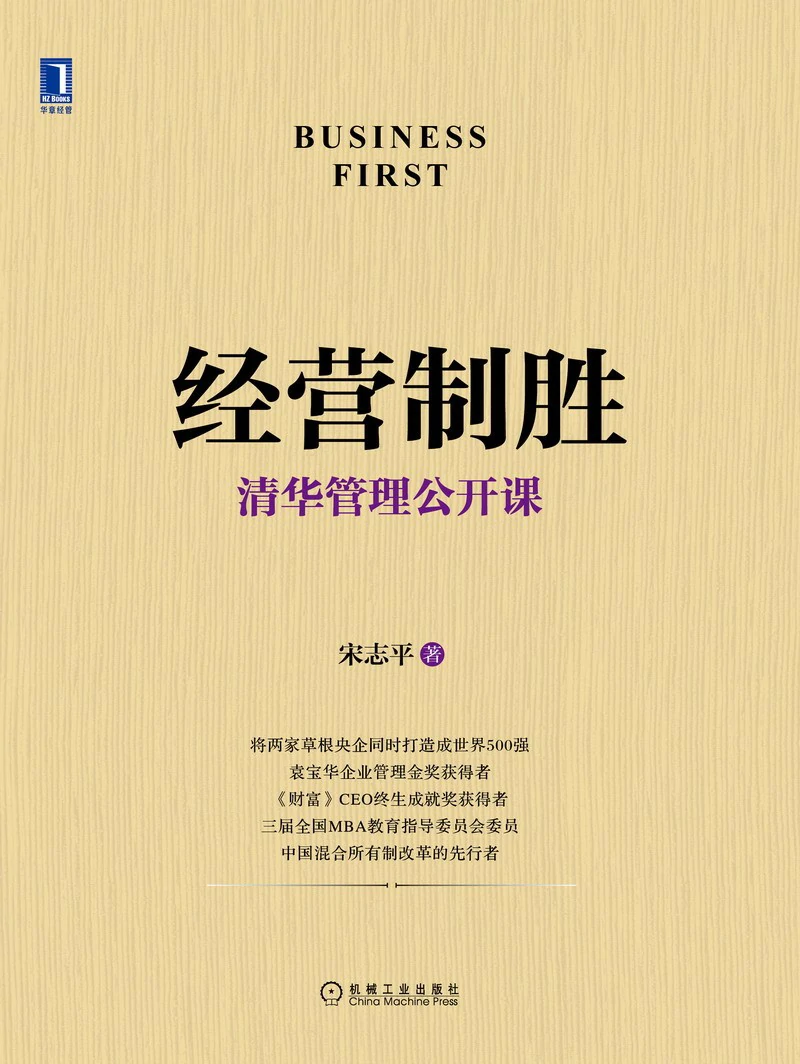 HZ BOOKS
华章经管
BUSINESS
FIRST
经营制胜
清华管理公开课
宋志平 著
将两家草根央企同时打造成世界500强
袁宝华企业管理金奖获得者
《财富》CEO终生成就奖获得者
三届全国MBA教育指导委员会委员
中国混合所有制改革的先行者
机械工业出版社
China Machine Press